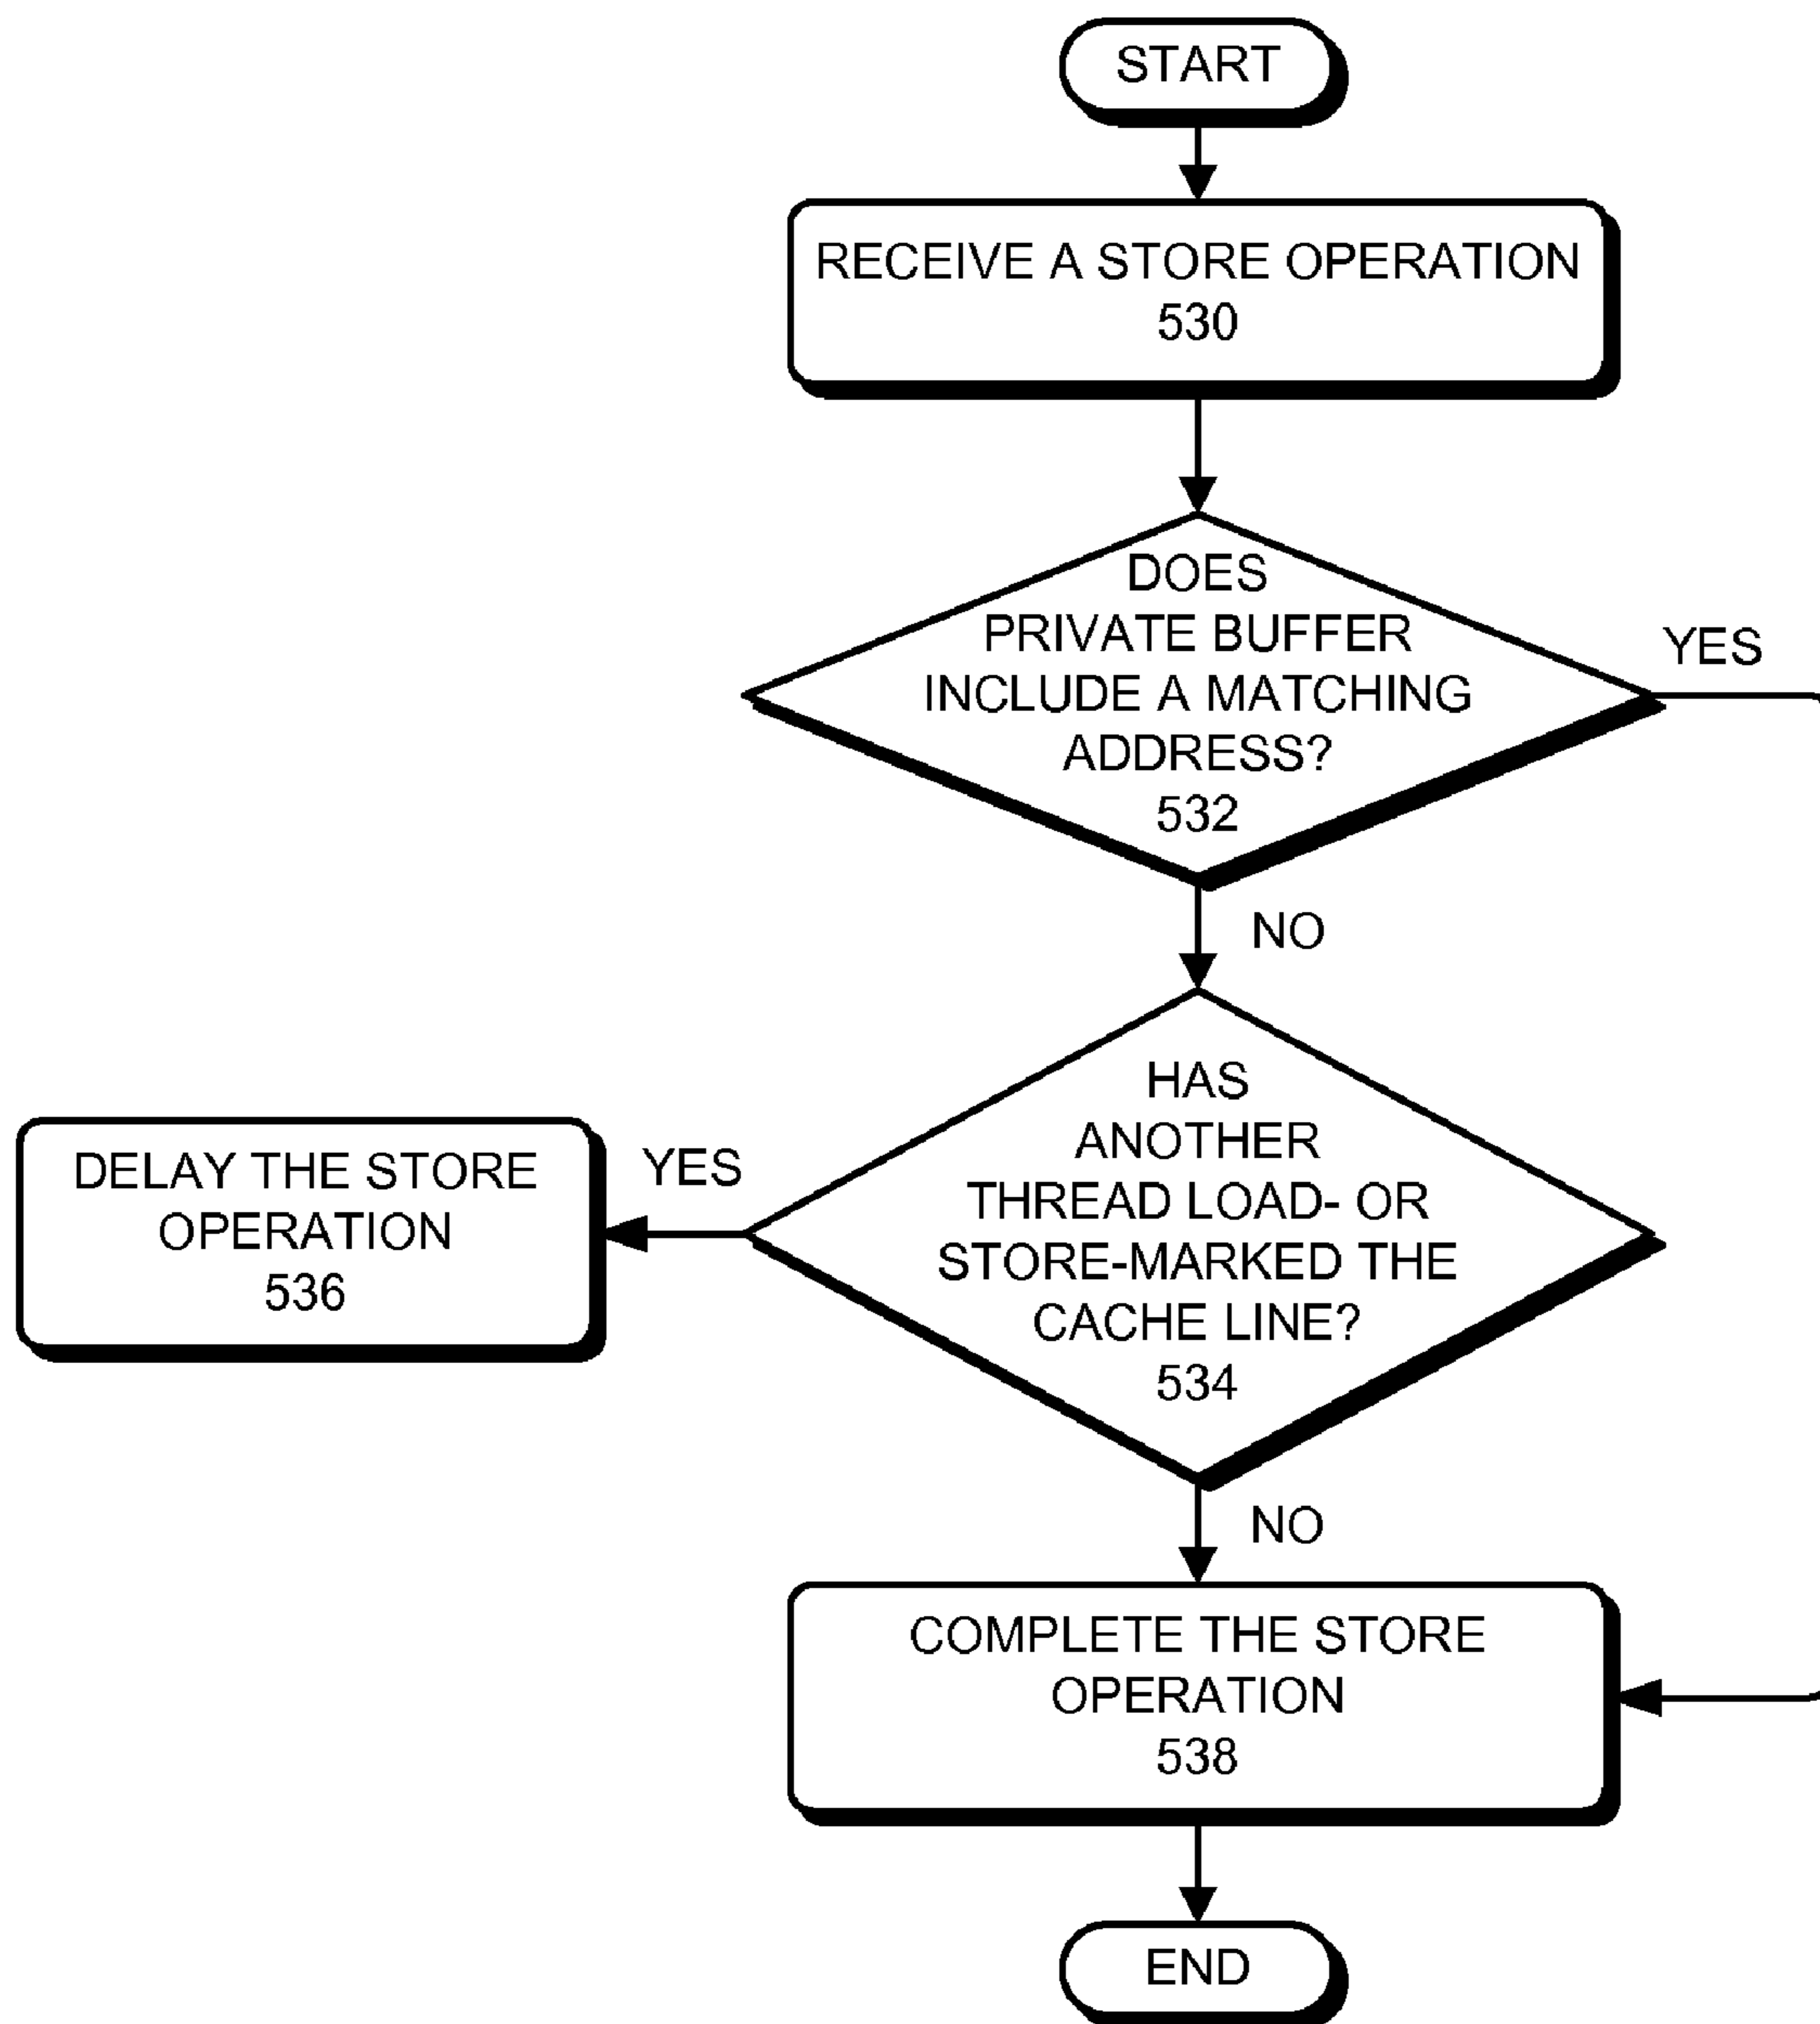 START
RECEIVE A STORE OPERATION
530
DOES
PRIVATE BUFFER
INCLUDE A MATCHING
ADDRESS?
532
YES
NO
HAS
ANOTHER
THREAD LOAD- OR
STORE-MARKED THE
CACHE LINE?
534
YES
DELAY THE STORE
OPERATION
536
NO
COMPLETE THE STORE
OPERATION
538
END